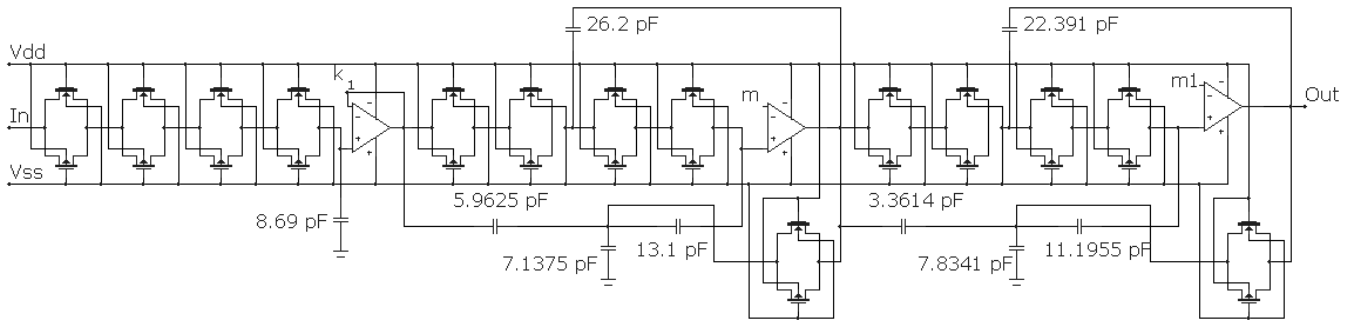 26.2 pF
22.391 pF
Vdd
k
1
m
m1
In
Out
Vss
8.69 pF
5.9625 pF
3.3614 pF
7.1375 pF
13.1 pF
7.8341 pF
11.1955 pF